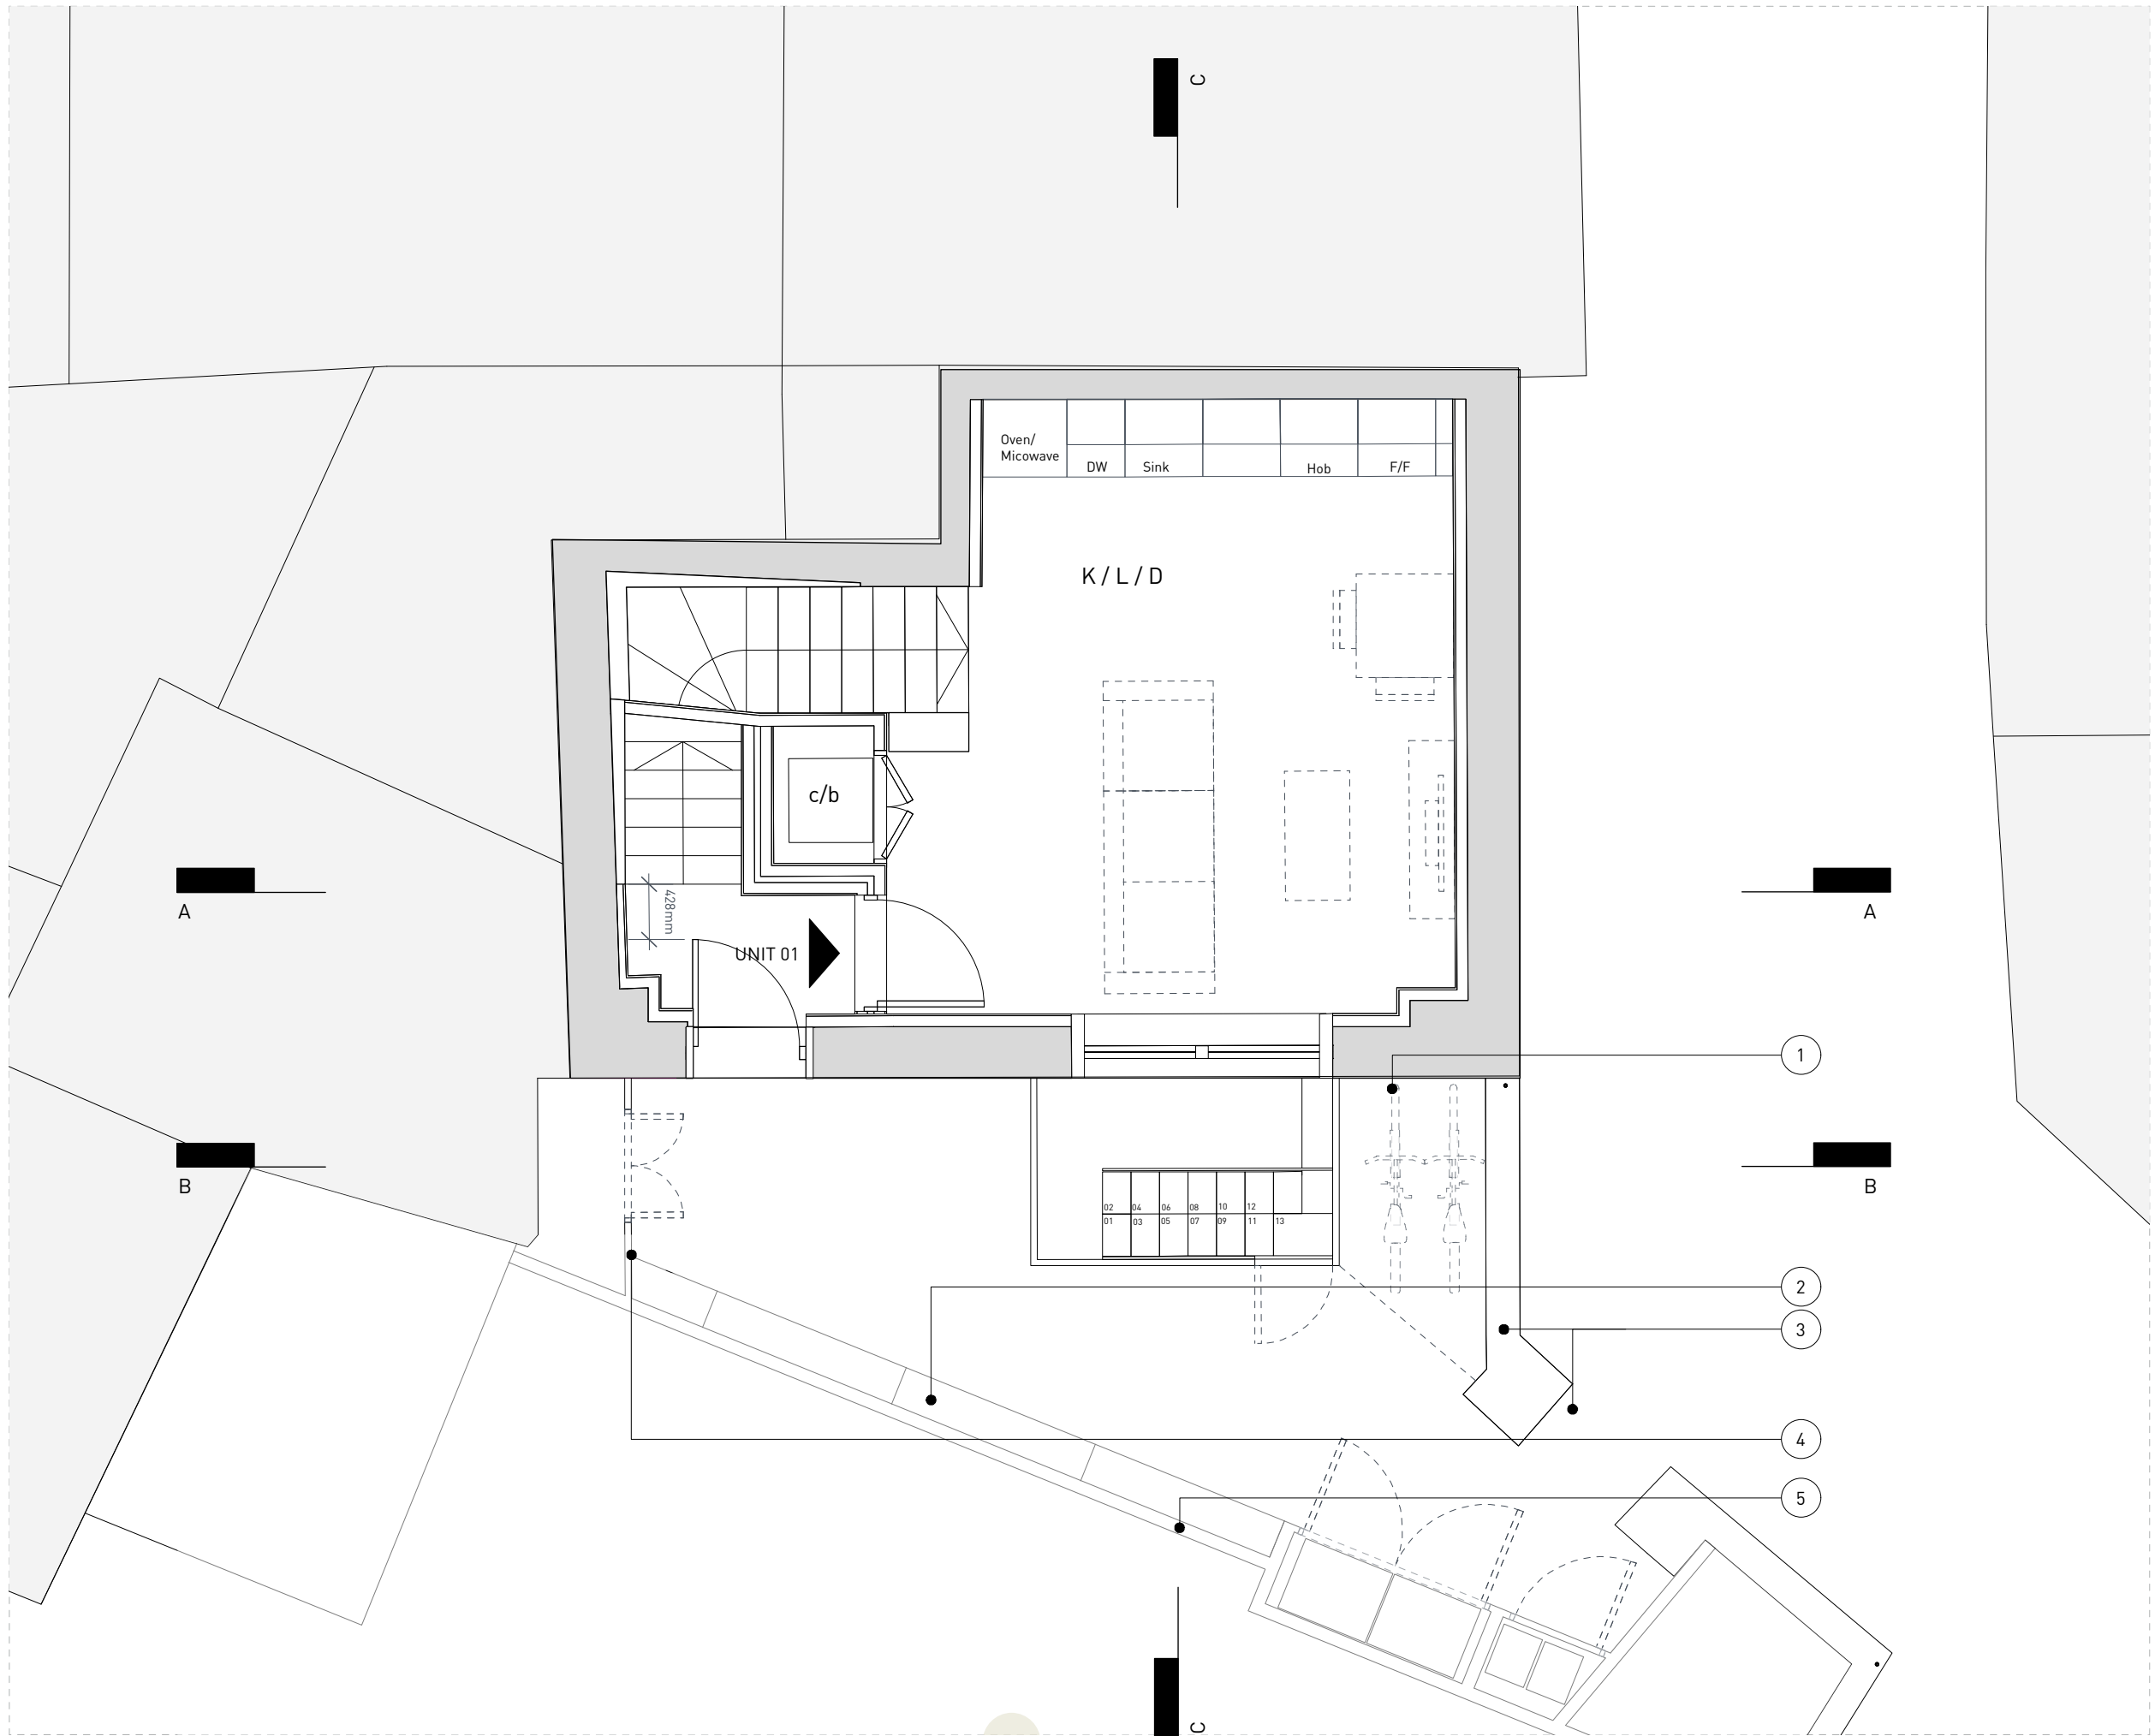 C
Oven/
Micowave
DW
Sink
Hob
F/F
K / L / D
c/b
428mm
UNIT 01
A
A
B
B
1
02 04 06 08 10 12
01 03 05 07 09 11 13
2
3
4
5
C